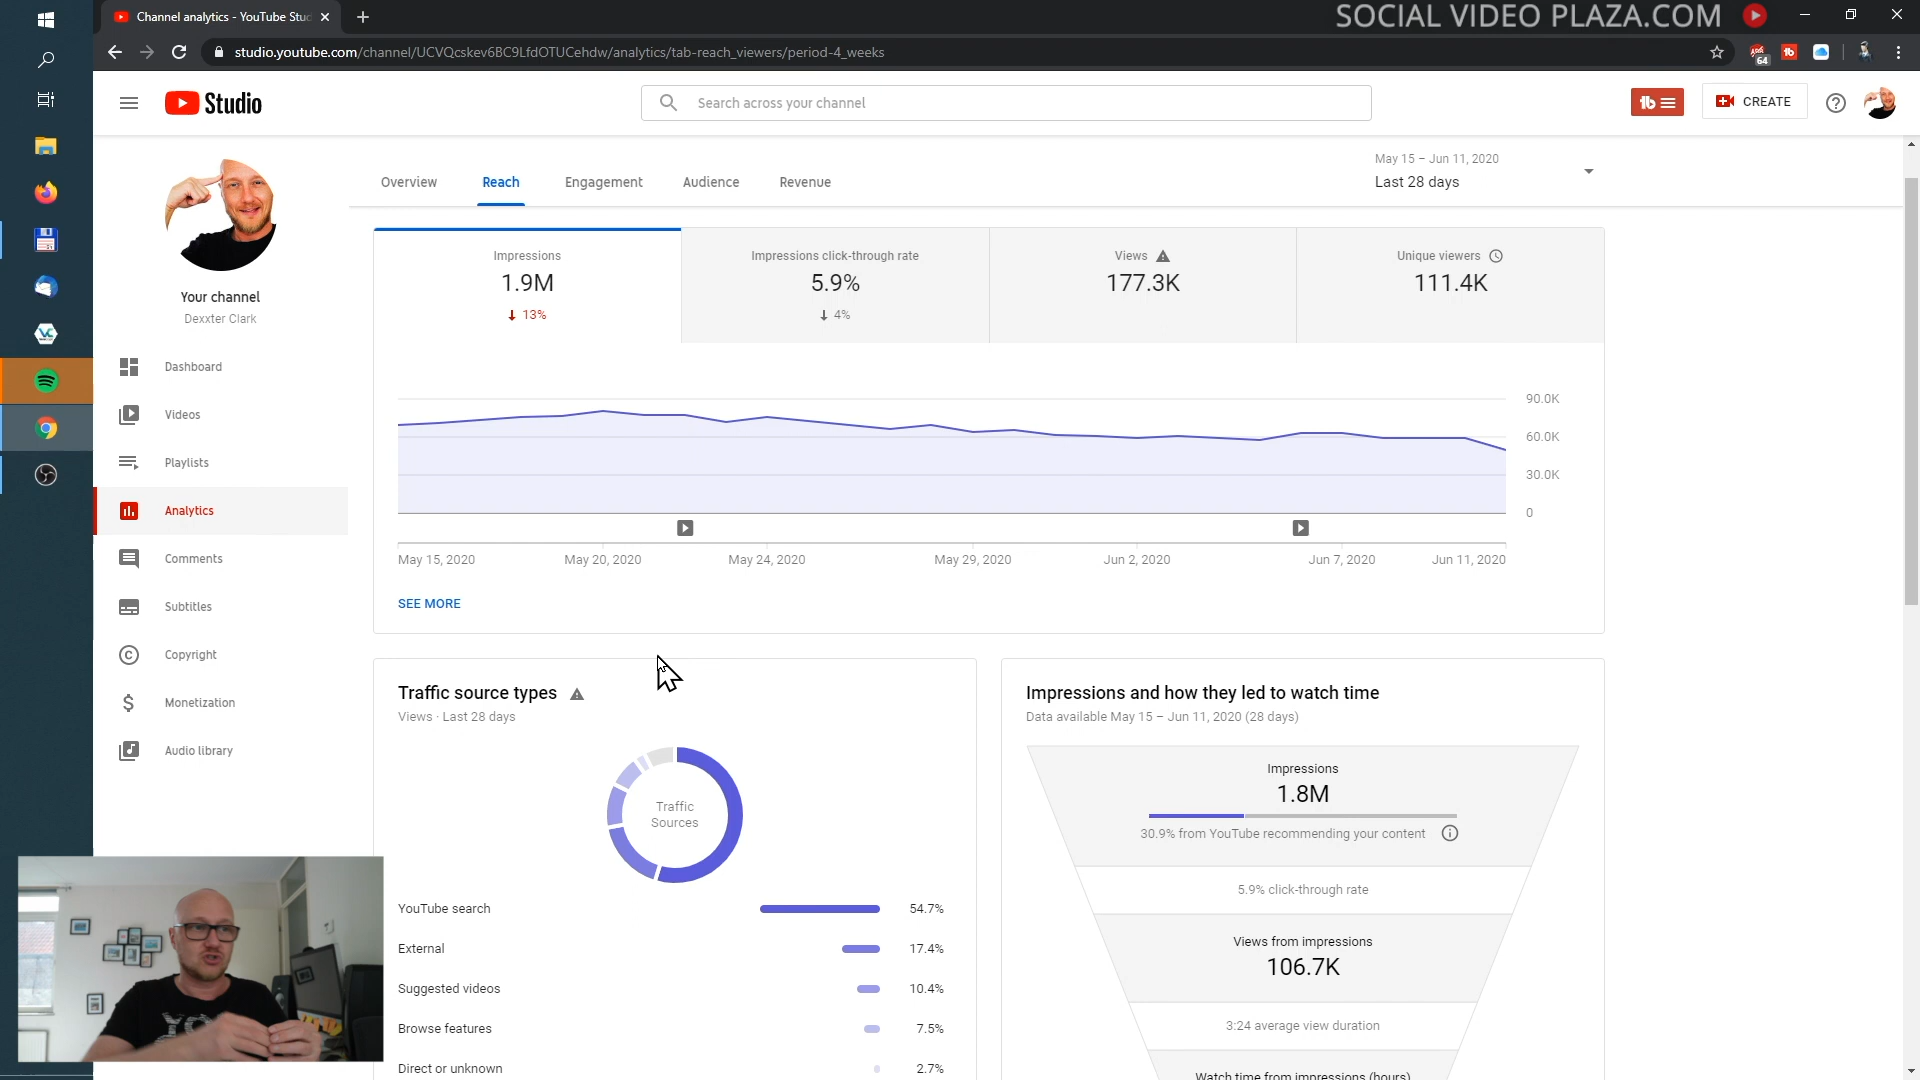 Channel analytics - YouTube Stu
SOCIAL VIDEO PLAZA.COM
studio.youtube.com/channel/UCVQcskev6BC9LfdOTUCehdw/analytics/tab-reach_viewers/period-4_weeks
64
Studio
Search across your channel
CREATE
Your channel
Dexxter Clark
Dashboard
Videos
Playlists
Analytics
Comments
Subtitles
Copyright
Monetization
Audio library
Overview
Reach
Engagement
Audience
Revenue
May 15 – Jun 11, 2020
Last 28 days
Impressions
1.9M
13%
Impressions click-through rate
5.9%
4%
Views
177.3K
Unique viewers
111.4K
90.0K
60.0K
30.0K
0
May 15, 2020
May 20, 2020
May 24, 2020
May 29, 2020
Jun 2, 2020
Jun 7, 2020
Jun 11, 2020
SEE MORE
Traffic source types
Views · Last 28 days
Traffic
Sources
YouTube search 54.7%
External 17.4%
Suggested videos 10.4%
Browse features 7.5%
Direct or unknown 2.7%
Impressions and how they led to watch time
Data available May 15 – Jun 11, 2020 (28 days)
Impressions
1.8M
30.9% from YouTube recommending your content
5.9% click-through rate
Views from impressions
106.7K
3:24 average view duration
Watch time from impressions (hours)